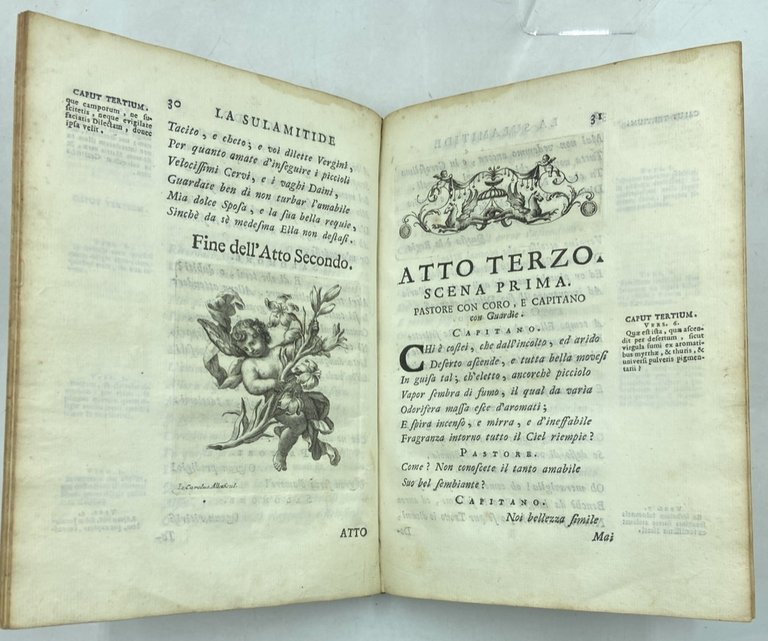 CAPUT TERTIUM.
que camporum, ne su-
scitetis, neque evigilare
faciatis Dilectam, donec
ipsa velit.
30
LA SULAMITIDE
Tacito, e cheto; e voi dilette Vergini,
Per quanto amate d'inseguire i piccioli
Velocissimi Cervi, e i vaghi Daini,
Guardate ben di non turbar l'amabile
Mia dolce Sposa, e la sua bella requie,
Sinchè da sè medesima Ella non destasi.
Fine dell'Atto Secondo.
ATTO
31
ATTO TERZO.
SCENA PRIMA.
PASTORE CON CORO, E CAPITANO
con Guardie.
CAPITANO.
CHi è costei, che dall'incolto, ed arido
Deserto ascende, e tutta bella movesi
In guisa tal; ch'eletto, ancorchè picciolo
Vapor sembra di fumo, il qual da varia
Odorifera massa esce d'aromati;
E spira incenso, e mirra, e d'ineffabile
Fragranza intorno tutto il Ciel riempie?
PASTORE.
Come? Non conoscete il tanto amabile
Suo bel sembiante?
CAPITANO.
Noi bellezza simile
Mai
CAPUT TERTIUM.
VERS. 6.
Quæ est ista, quæ ascen-
dit per desertum, sicut
virgula fumi ex aromati-
bus myrrhæ, & thuris, &
universi pulveris pigmen-
tarii?